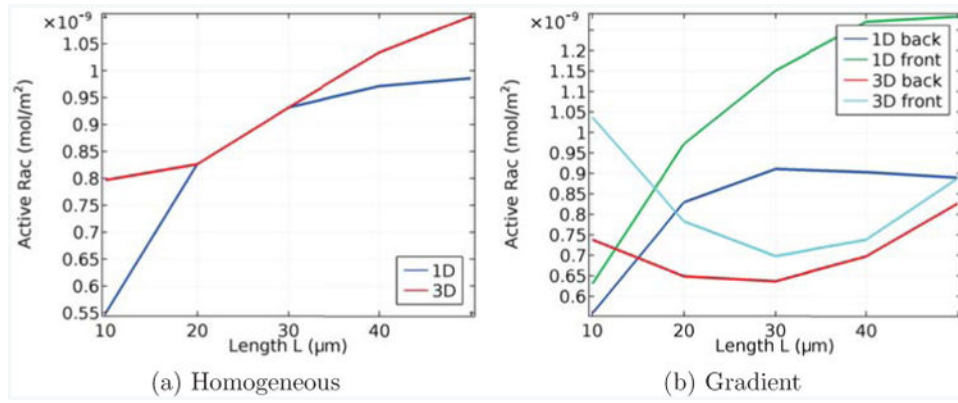 ×10⁻⁹
1.05
1
0.95
0.9
0.85
0.8
0.75
0.7
0.65
0.6
0.55
Active Rac (mol/m²)
1D
3D
10 20 30 40
Length L (μm)
(a) Homogeneous
×10⁻⁹
1.2
1.15
1.1
1.05
1
0.95
0.9
0.85
0.8
0.75
0.7
0.65
0.6
Active Rac (mol/m²)
1D back
1D front
3D back
3D front
10 20 30 40
Length L (μm)
(b) Gradient